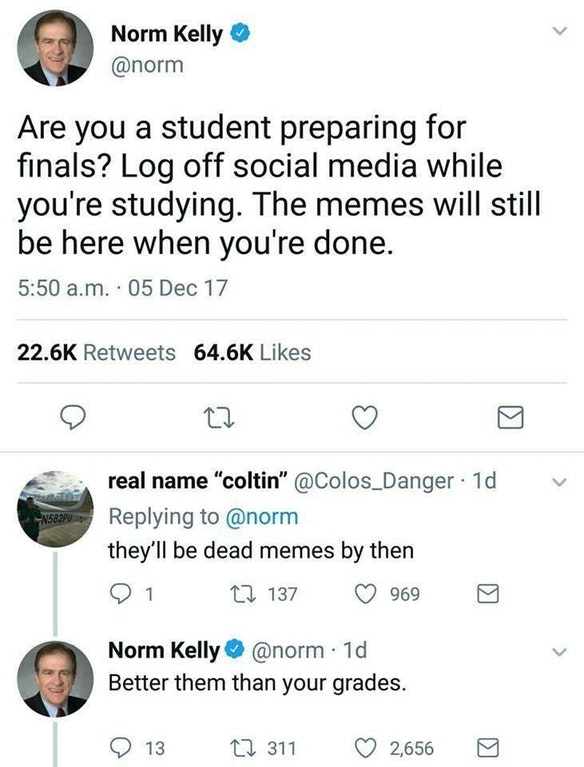 Norm Kelly
@norm
Are you a student preparing for
finals? Log off social media while
you're studying. The memes will still
be here when you're done.
5:50 a.m. · 05 Dec 17
22.6K Retweets 64.6K Likes
real name “coltin” @Colos_Danger · 1d
Replying to @norm
they'll be dead memes by then
1 137 969
N582PU
Norm Kelly @norm · 1d
Better them than your grades.
13 311 2,656